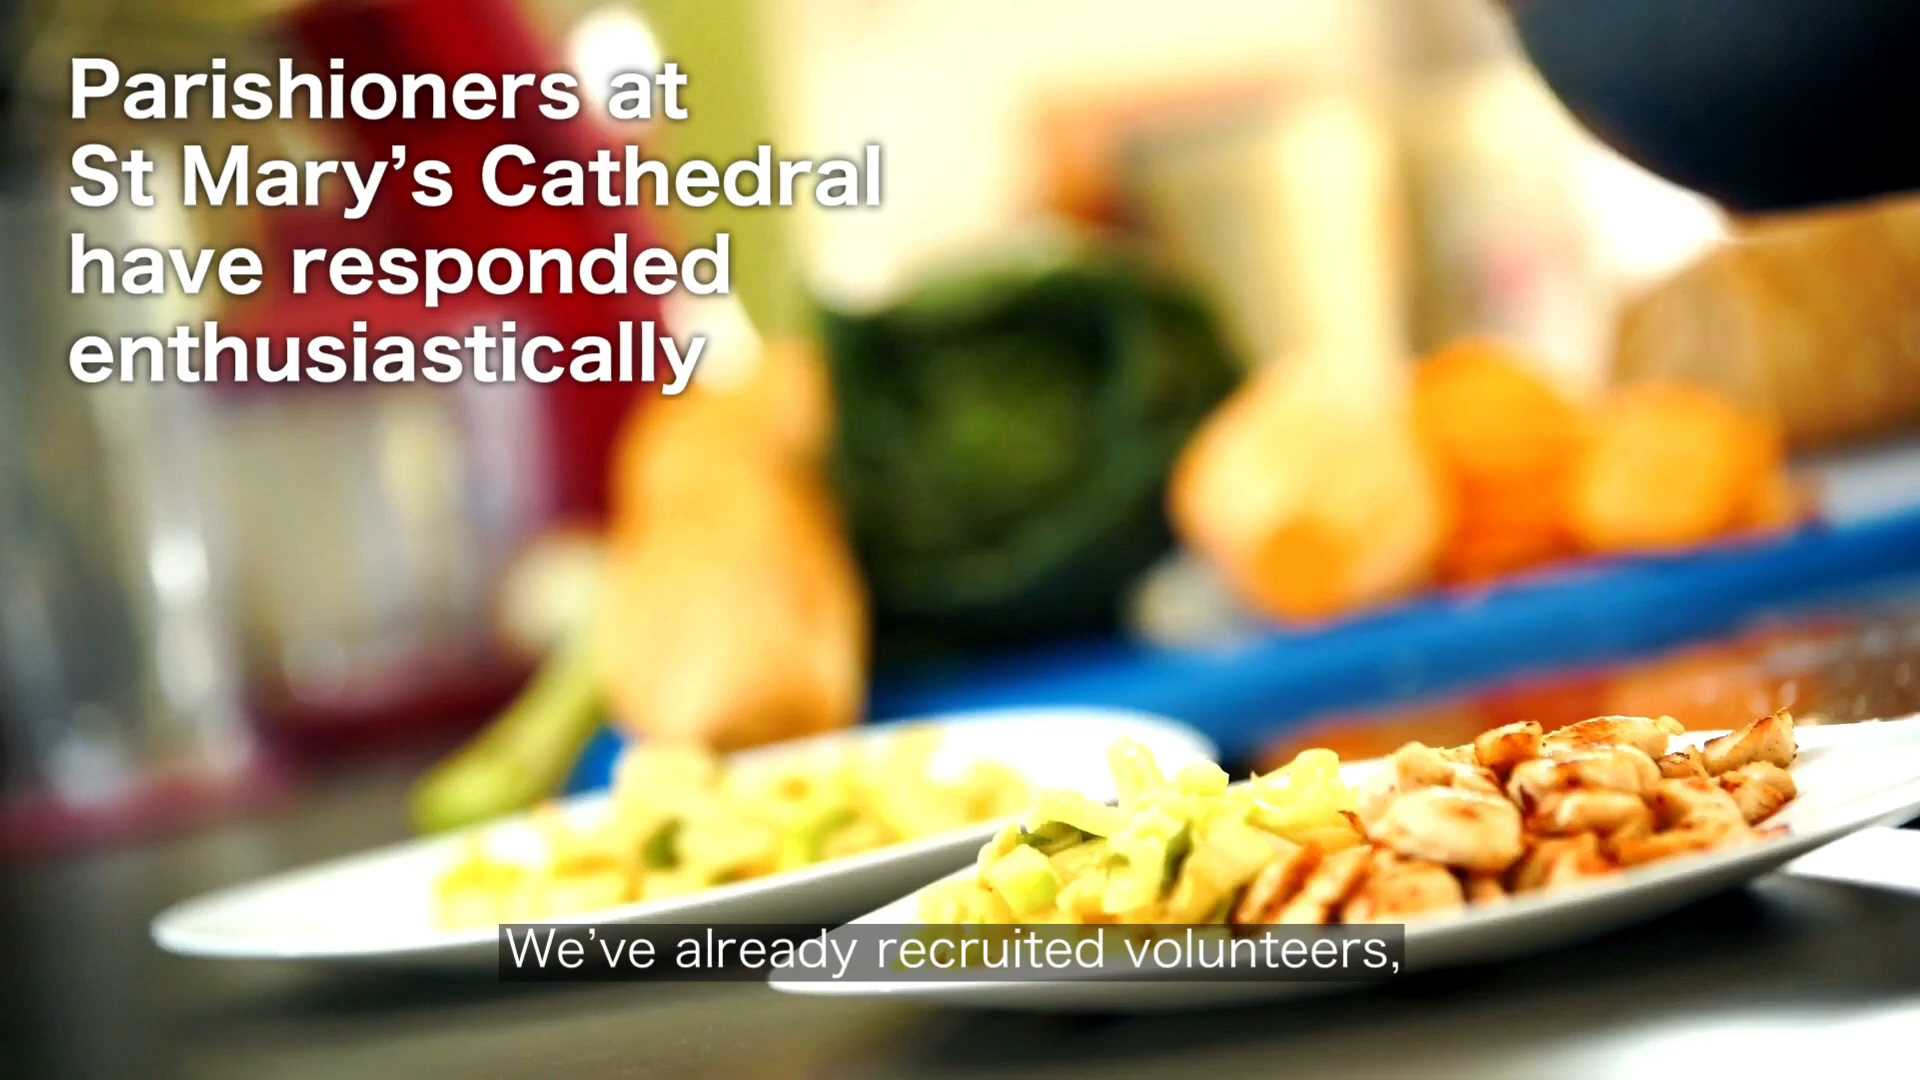 Parishioners at
St Mary’s Cathedral
have responded
enthusiastically
We’ve already recruited volunteers,